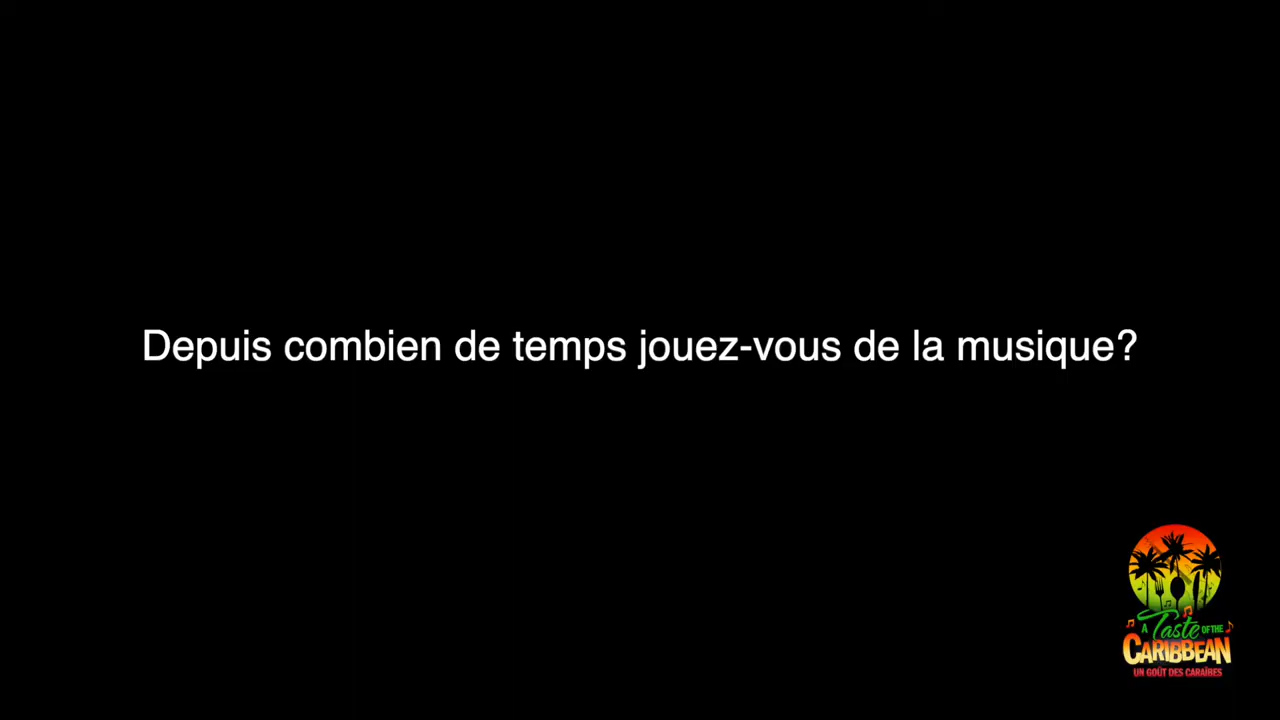 Depuis combien de temps jouez-vous de la musique?
A Taste OF THE
CARIBBEAN
UN GOÛT DES CARAÏBES